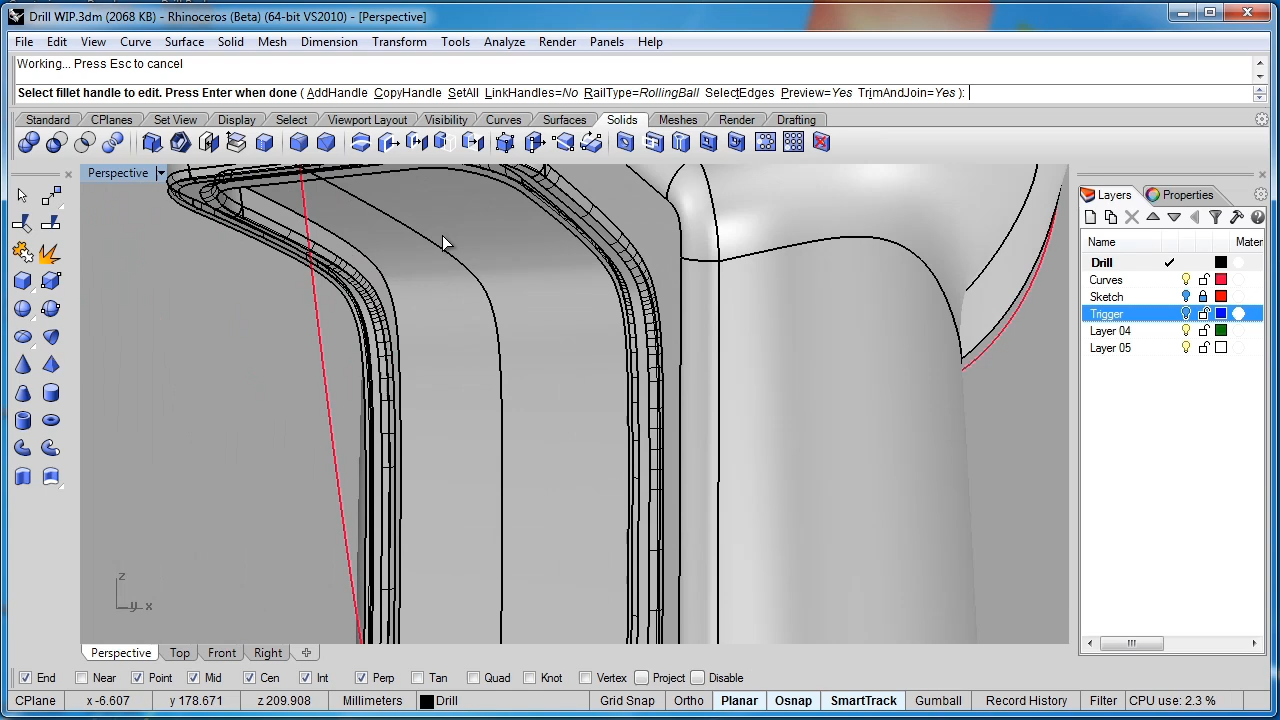 Drill WIP.3dm (2068 KB) - Rhinoceros (Beta) (64-bit VS2010) - [Perspective]
File Edit View Curve Surface Solid Mesh Dimension Transform Tools Analyze Render Panels Help
Working... Press Esc to cancel
Select fillet handle to edit. Press Enter when done ( AddHandle CopyHandle SetAll LinkHandles=No RailType=RollingBall SelectEdges Preview=Yes TrimAndJoin=Yes ):
Standard CPlanes Set View Display Select Viewport Layout Visibility Curves Surfaces Solids Meshes Render Drafting
Perspective
Layers Properties
Name Mater
Drill
Curves
Sketch
Trigger
Layer 04
Layer 05
z
y x
Perspective Top Front Right
End Near Point Mid Cen Int Perp Tan Quad Knot Vertex Project Disable
CPlane x -6.607 y 178.671 z 209.908 Millimeters Drill Grid Snap Ortho Planar Osnap SmartTrack Gumball Record History Filter CPU use: 2.3 %